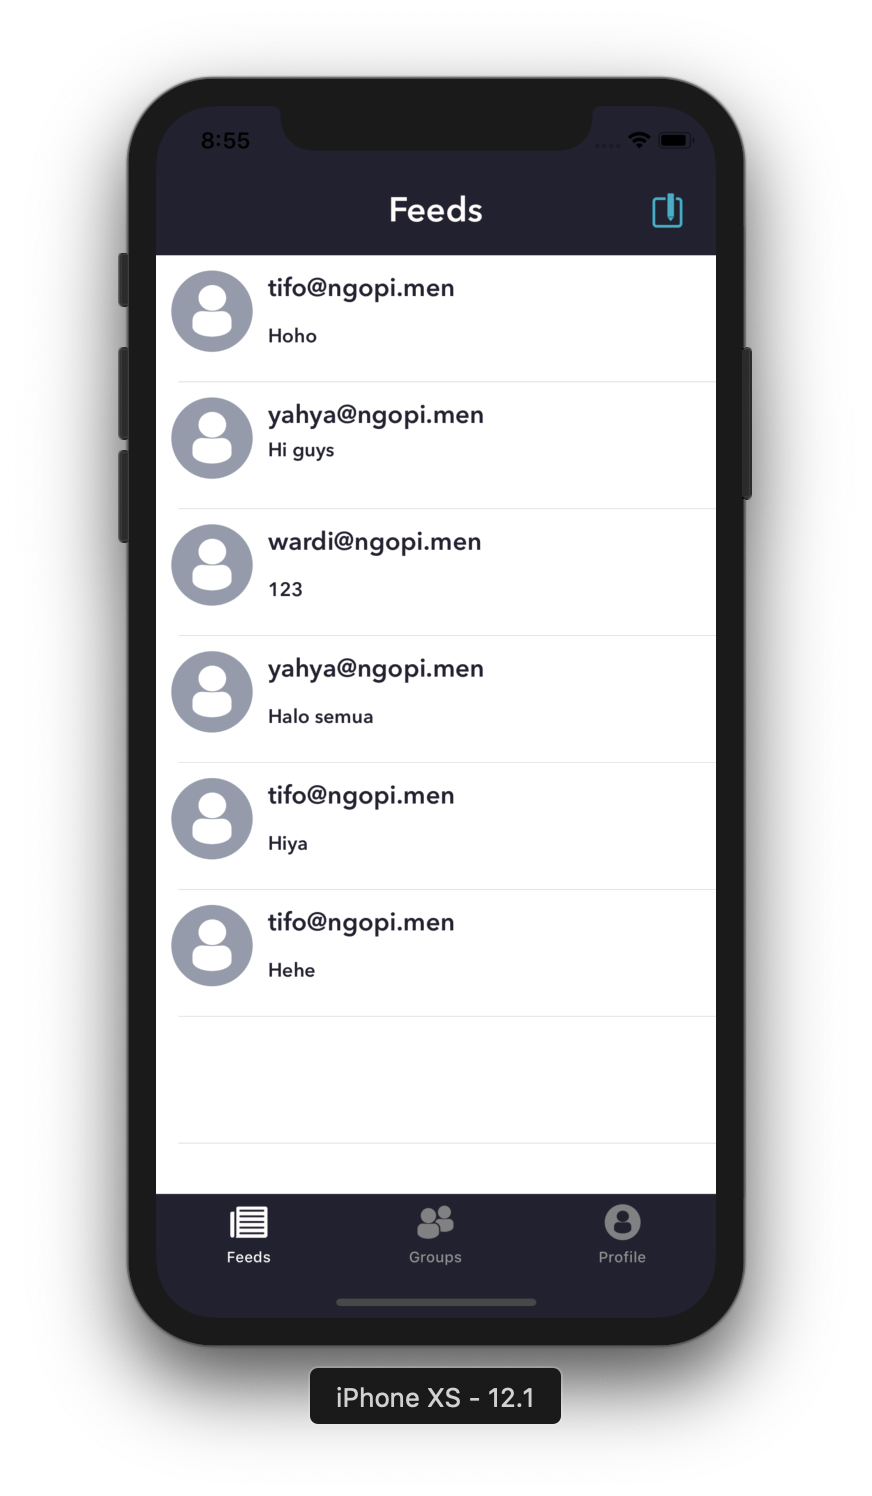 8:55
Feeds
tifo@ngopi.men
Hoho
yahya@ngopi.men
Hi guys
wardi@ngopi.men
123
yahya@ngopi.men
Halo semua
tifo@ngopi.men
Hiya
tifo@ngopi.men
Hehe
Feeds Groups Profile
iPhone XS - 12.1